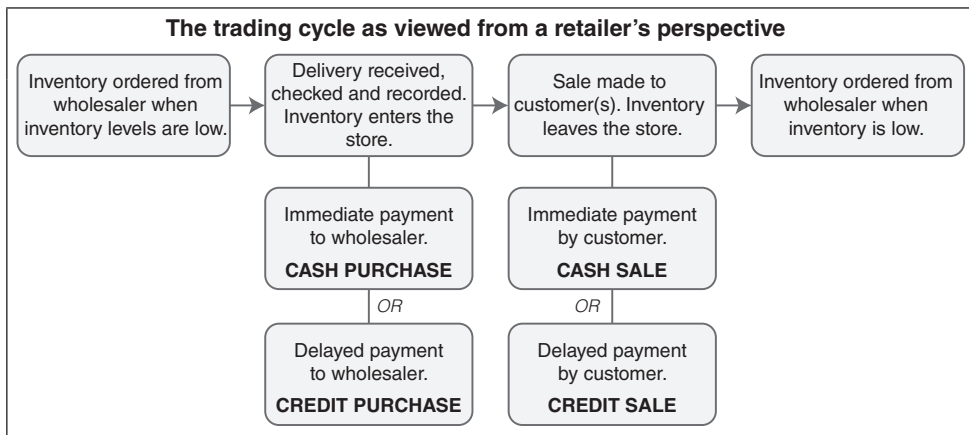 The trading cycle as viewed from a retailer’s perspective
Inventory ordered from
wholesaler when
inventory levels are low.
Delivery received,
checked and recorded.
Inventory enters the
store.
Sale made to
customer(s). Inventory
leaves the store.
Inventory ordered from
wholesaler when
inventory is low.
Immediate payment
to wholesaler.
CASH PURCHASE
OR
Delayed payment
to wholesaler.
CREDIT PURCHASE
Immediate payment
by customer.
CASH SALE
OR
Delayed payment
by customer.
CREDIT SALE